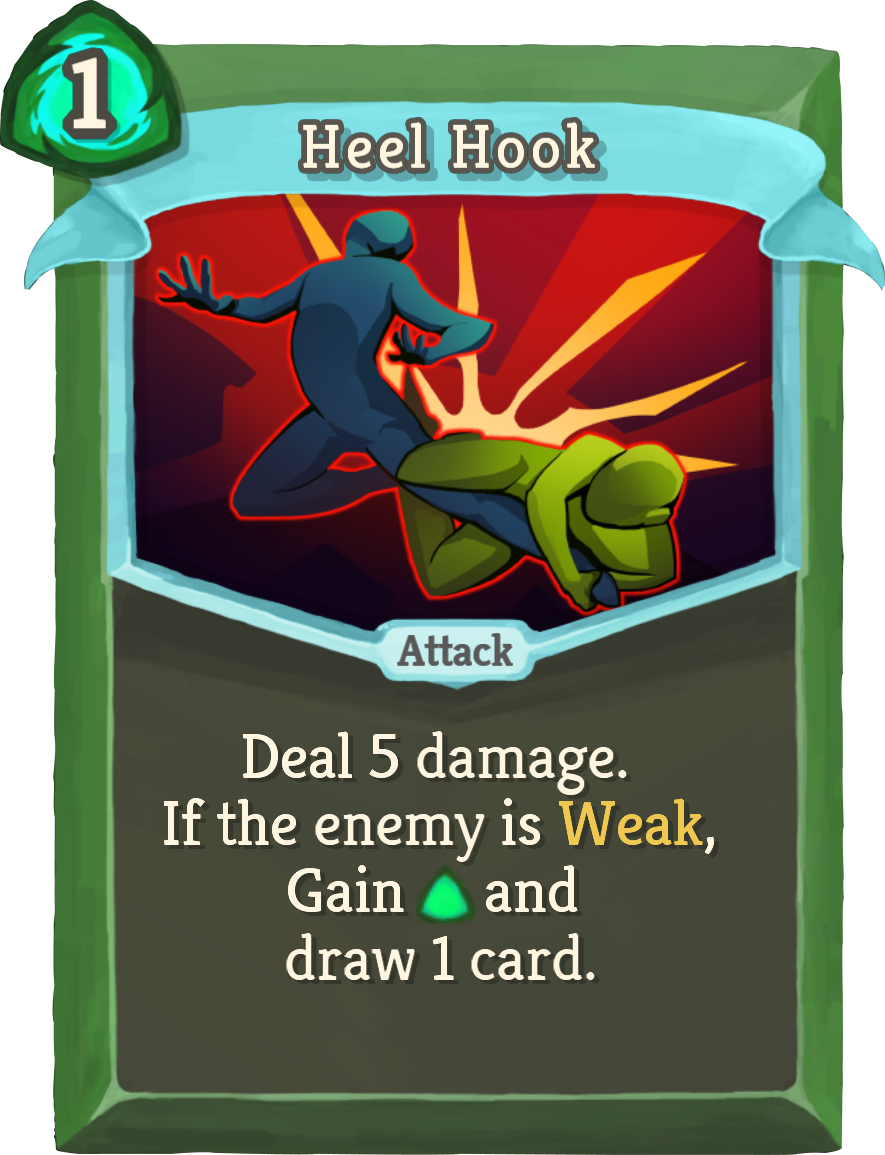 1
Heel Hook
Attack
Deal 5 damage.
If the enemy is Weak,
Gain and
draw 1 card.